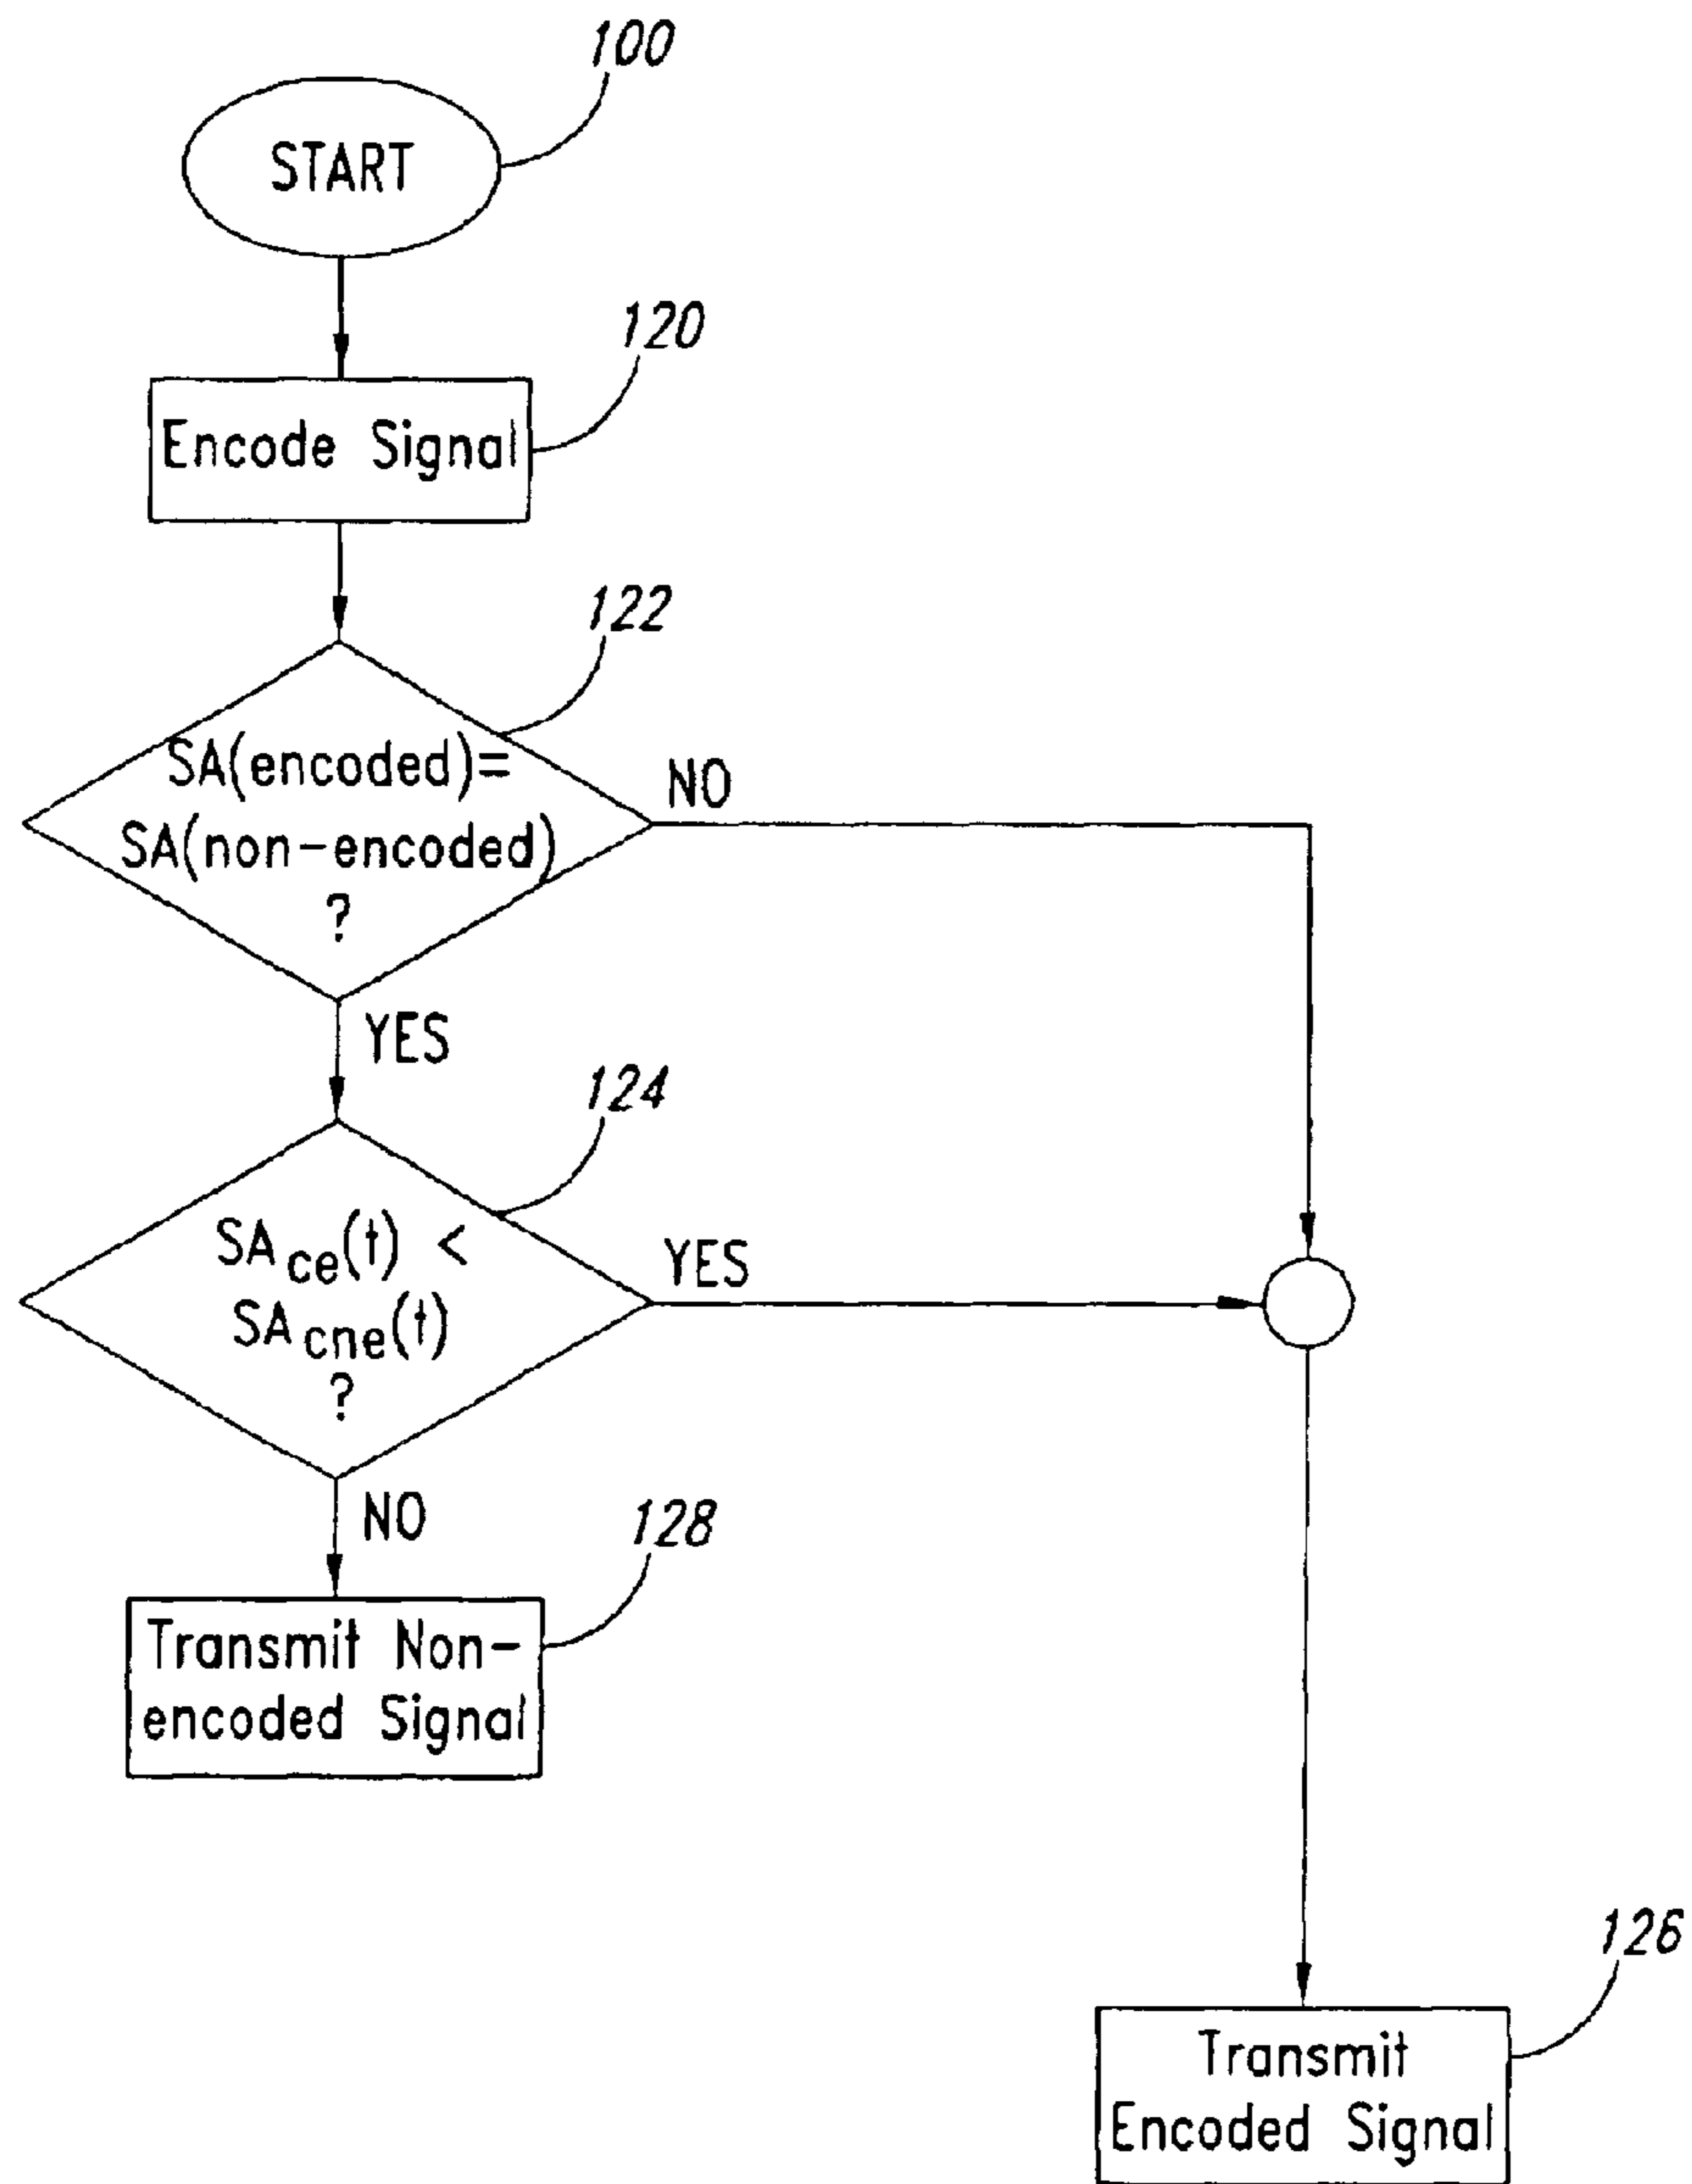 100
START
120
Encode Signal
122
SA(encoded)=
SA(non-encoded)
?
NO
YES
124
SAce(t) <
SAcne(t)
?
YES
NO
128
Transmit Non-
encoded Signal
126
Transmit
Encoded Signal